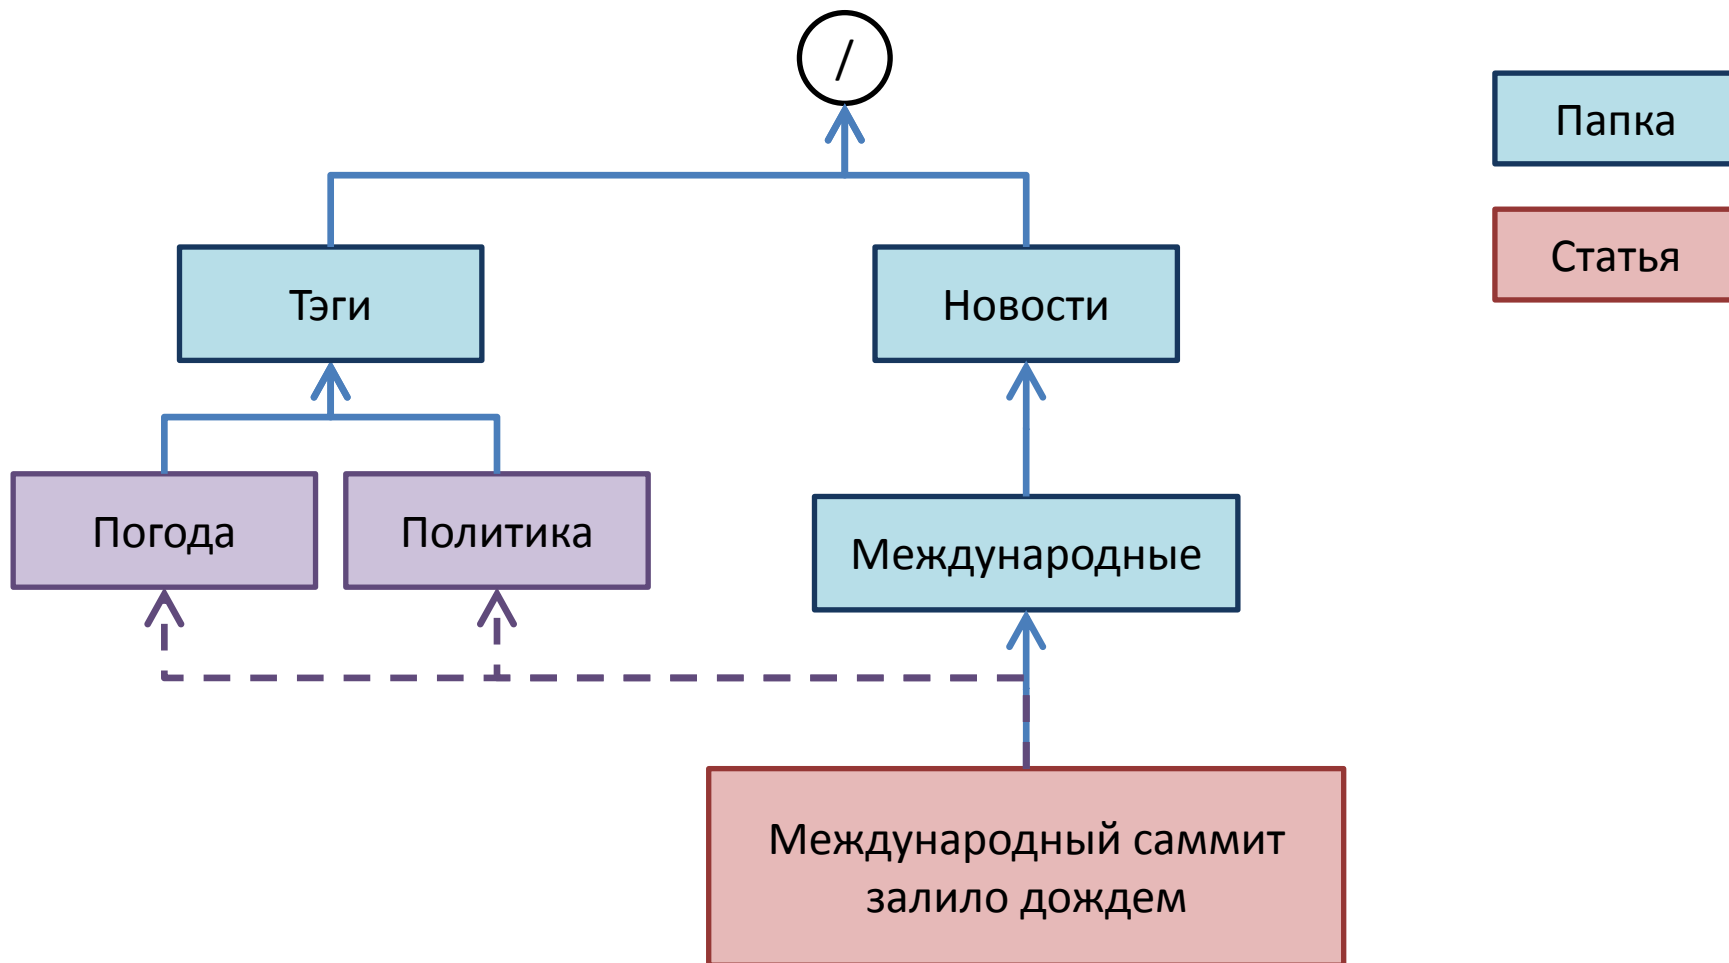 /
Папка
Статья
Тэги
Новости
Погода
Политика
Международные
Международный саммит
залило дождем